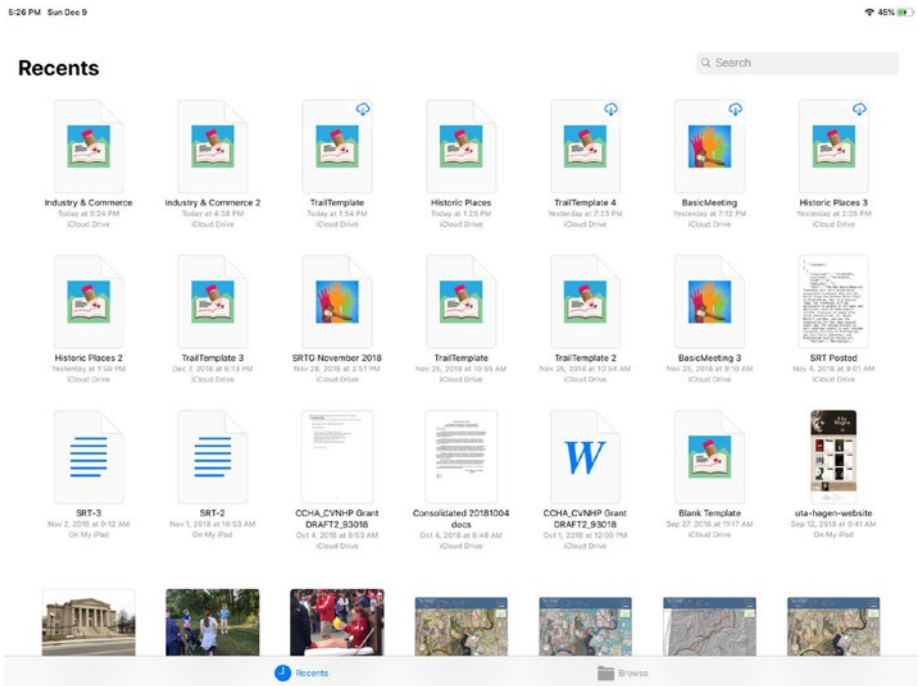 5:26 PM Sun Dec 9
45%
Recents
Search
Industry & Commerce
Today at 5:24 PM
iCloud Drive
Industry & Commerce 2
Today at 4:38 PM
iCloud Drive
TrailTemplate
Today at 1:54 PM
iCloud Drive
Historic Places
Today at 1:25 PM
iCloud Drive
TrailTemplate 4
Yesterday at 7:23 PM
iCloud Drive
BasicMeeting
Yesterday at 7:12 PM
iCloud Drive
Historic Places 3
Yesterday at 2:35 PM
iCloud Drive
Historic Places 2
Yesterday at 1:59 PM
iCloud Drive
TrailTemplate 3
Dec 7, 2018 at 6:13 PM
iCloud Drive
SRTG November 2018
Nov 28, 2018 at 3:51 PM
iCloud Drive
TrailTemplate
Nov 25, 2018 at 10:55 AM
iCloud Drive
TrailTemplate 2
Nov 25, 2018 at 10:54 AM
iCloud Drive
BasicMeeting 3
Nov 25, 2018 at 9:10 AM
iCloud Drive
SRT Posted
Nov 4, 2018 at 9:01 AM
iCloud Drive
SRT-3
Nov 2, 2018 at 9:12 AM
On My iPad
SRT-2
Nov 1, 2018 at 10:53 AM
On My iPad
CCHA_CVNHP Grant
DRAFT2_93018
Oct 4, 2018 at 8:53 AM
iCloud Drive
Consolidated 20181004
docs
Oct 4, 2018 at 8:48 AM
iCloud Drive
W
CCHA_CVNHP Grant
DRAFT2_93018
Oct 1, 2018 at 12:05 PM
iCloud Drive
Blank Template
Sep 27, 2018 at 11:17 AM
iCloud Drive
Uta
Hagen
uta-hagen-website
Sep 12, 2018 at 6:41 AM
On My iPad
Recents
Browse